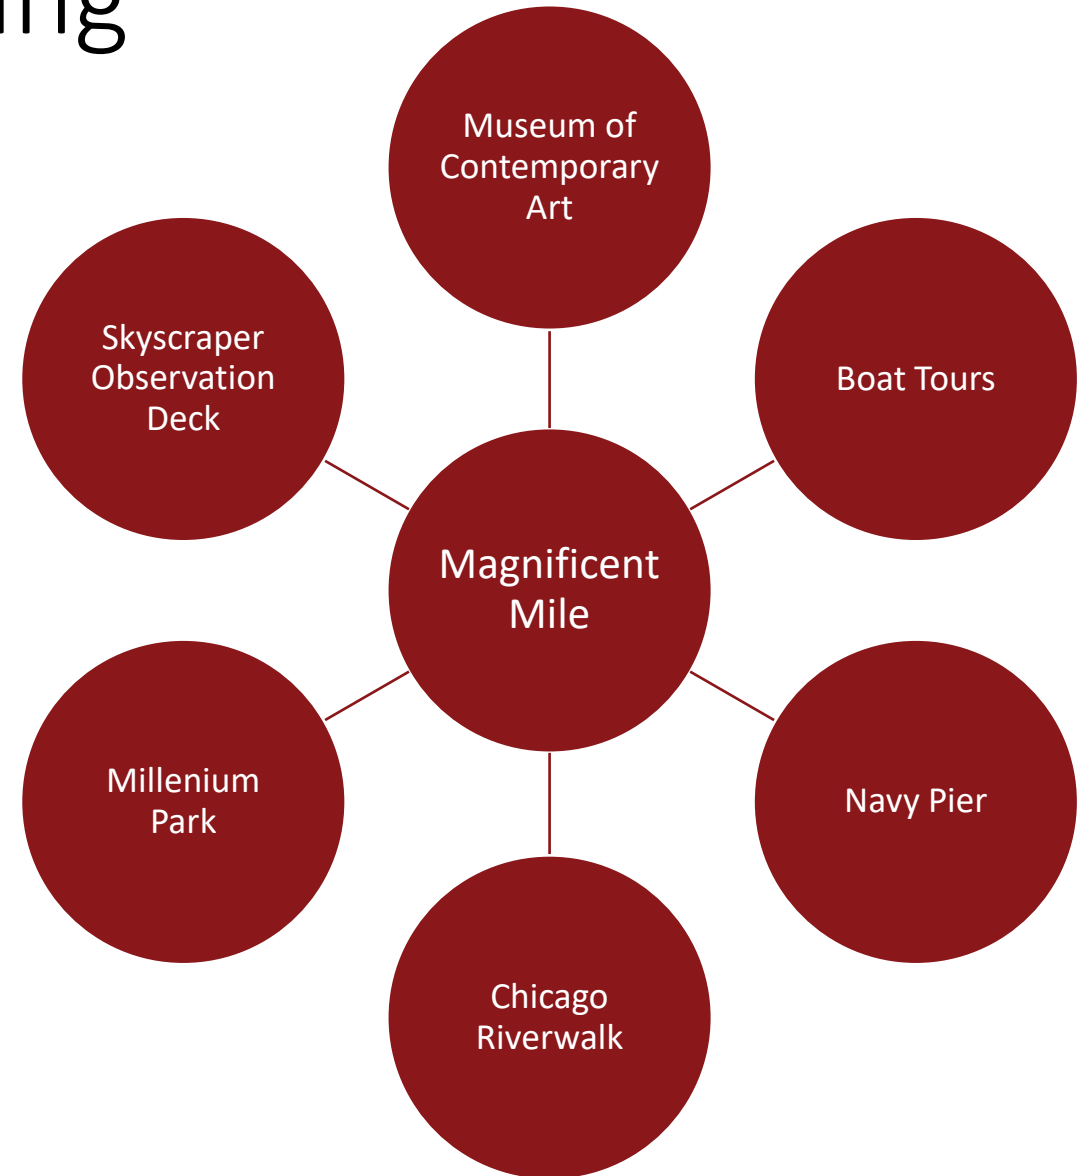 Museum of
Contemporary
Art
Skyscraper
Observation
Deck
Boat Tours
Magnificent
Mile
Millenium
Park
Navy Pier
Chicago
Riverwalk